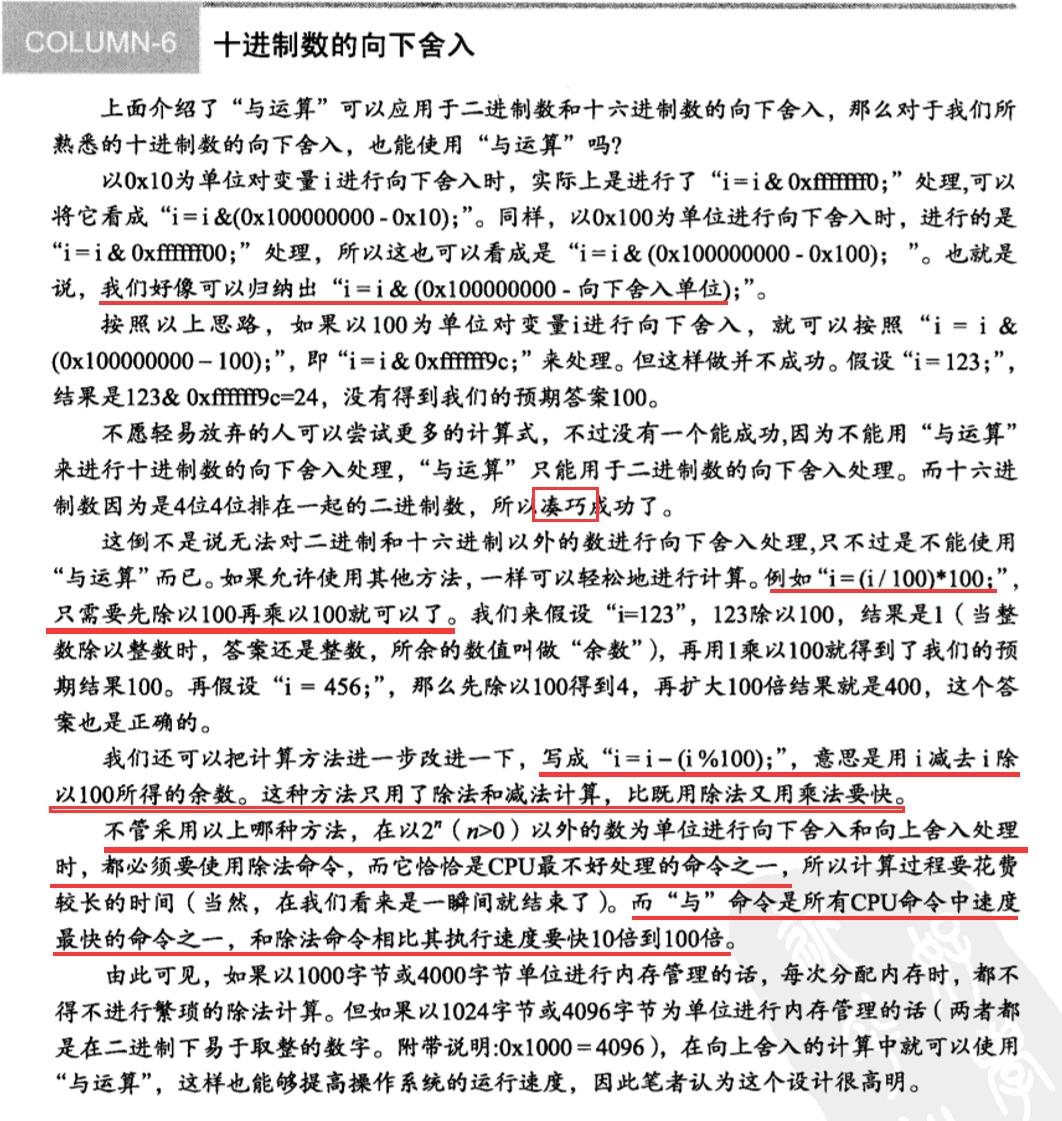 COLUMN-6 十进制数的向下舍入
上面介绍了“与运算”可以应用于二进制数和十六进制数的向下舍入，那么对于我们所
熟悉的十进制数的向下舍入，也能使用“与运算”吗?
以0x10为单位对变量i进行向下舍入时，实际上是进行了“i=i & 0xfffffff0;”处理,可以
将它看成“i=i &(0x100000000-0x10);”。同样，以0x100为单位进行向下舍入时，进行的是
“i=i & 0xffffff00;”处理，所以这也可以看成是“i=i & (0x100000000-0x100); ”。也就是
说，我们好像可以归纳出“i=i & (0x100000000-向下舍入单位);”。
按照以上思路，如果以100为单位对变量i进行向下舍入，就可以按照“i = i &
(0x100000000–100);”，即“i=i & 0xffffff9c;”来处理。但这样做并不成功。假设“i=123;”，
结果是123& 0xffffff9c=24，没有得到我们的预期答案100。
不愿轻易放弃的人可以尝试更多的计算式，不过没有一个能成功,因为不能用“与运算”
来进行十进制数的向下舍入处理，“与运算”只能用于二进制数的向下舍入处理。而十六进
制数因为是4位4位排在一起的二进制数，所以凑巧成功了。
这倒不是说无法对二进制和十六进制以外的数进行向下舍入处理,只不过是不能使用
“与运算”而已。如果允许使用其他方法，一样可以轻松地进行计算。例如“i=(i/100)*100;”，
只需要先除以100再乘以100就可以了。我们来假设“i=123”，123除以100，结果是1（当整
数除以整数时，答案还是整数，所余的数值叫做“余数”），再用1乘以100就得到了我们的预
期结果100。再假设“i = 456;”，那么先除以100得到4，再扩大100倍结果就是400，这个答
案也是正确的。
我们还可以把计算方法进一步改进一下，写成“i=i–(i%100);”，意思是用i减去i除
以100所得的余数。这种方法只用了除法和减法计算，比既用除法又用乘法要快。
不管采用以上哪种方法，在以2ⁿ（n>0）以外的数为单位进行向下舍入和向上舍入处理
时，都必须要使用除法命令，而它恰恰是CPU最不好处理的命令之一，所以计算过程要花费
较长的时间（当然，在我们看来是一瞬间就结束了）。而“与”命令是所有CPU命令中速度
最快的命令之一，和除法命令相比其执行速度要快10倍到100倍。
由此可见，如果以1000字节或4000字节单位进行内存管理的话，每次分配内存时，都不
得不进行繁琐的除法计算。但如果以1024字节或4096字节为单位进行内存管理的话（两者都
是在二进制下易于取整的数字。附带说明:0x1000=4096），在向上舍入的计算中就可以使用
“与运算”，这样也能够提高操作系统的运行速度，因此笔者认为这个设计很高明。